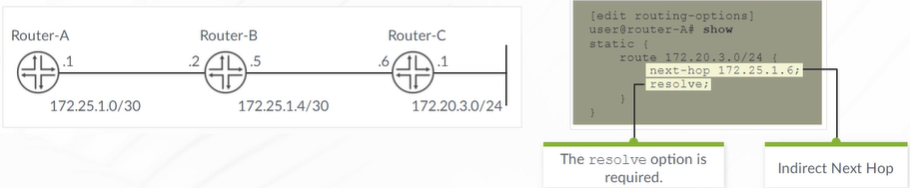 Router-A
Router-B
Router-C
.1
.2
.5
.6
.1
172.25.1.0/30
172.25.1.4/30
172.20.3.0/24
[edit routing-options]
user@router-A# show
static {
route 172.20.3.0/24 {
next-hop 172.25.1.6;
resolve;
}
}
The resolve option is
required.
Indirect Next Hop